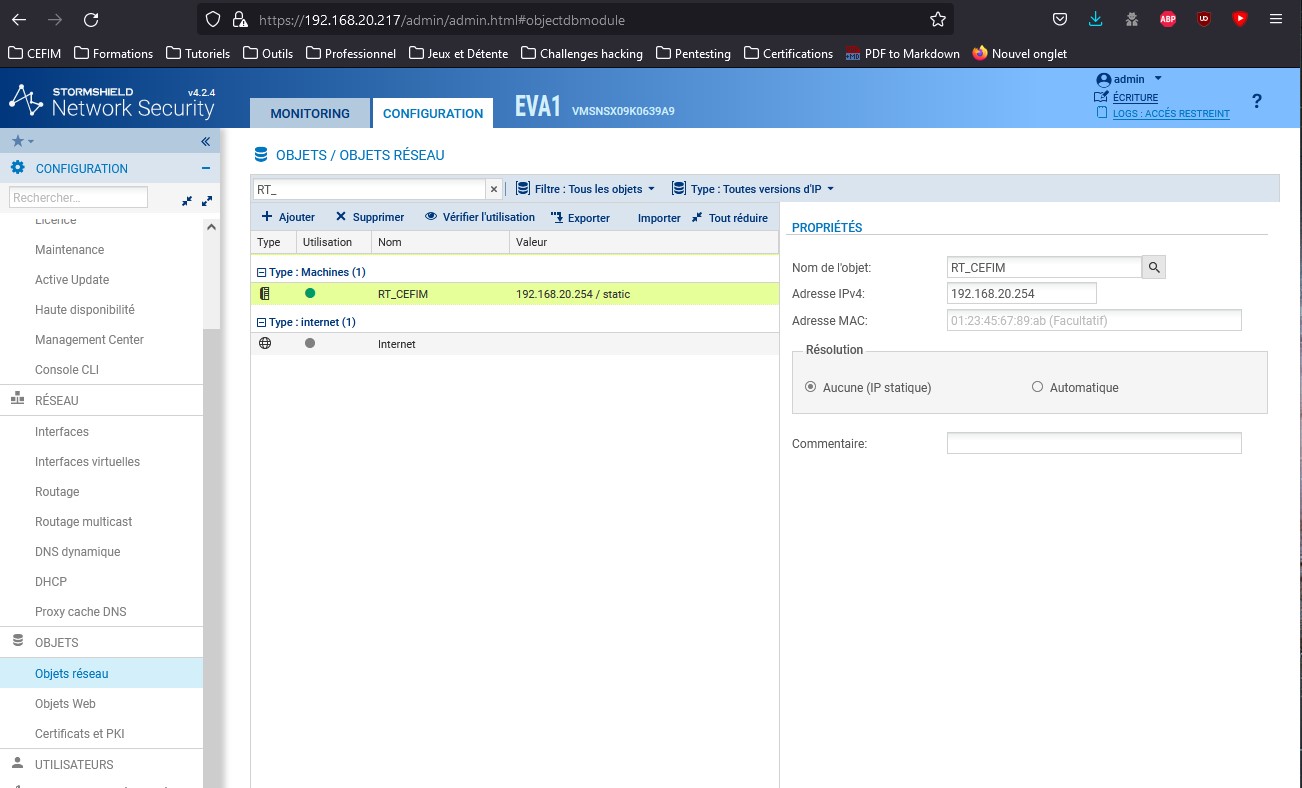 https://192.168.20.217/admin/admin.html#objectdbmodule
ABP
UD
CEFIM Formations Tutoriels Outils Professionnel Jeux et Détente Challenges hacking Pentesting Certifications PDF to Markdown Nouvel onglet
STORMSHIELD v4.2.4
Network Security
MONITORING CONFIGURATION EVA1 VMSNSX09K0639A9
admin
ÉCRITURE
LOGS : ACCÈS RESTREINT
?
CONFIGURATION
Rechercher...
Licence
Maintenance
Active Update
Haute disponibilité
Management Center
Console CLI
RÉSEAU
Interfaces
Interfaces virtuelles
Routage
Routage multicast
DNS dynamique
DHCP
Proxy cache DNS
OBJETS
Objets réseau
Objets Web
Certificats et PKI
UTILISATEURS
OBJETS / OBJETS RÉSEAU
RT_ Filtre : Tous les objets Type : Toutes versions d'IP
Ajouter Supprimer Vérifier l'utilisation Exporter Importer Tout réduire
Type Utilisation Nom Valeur
Type : Machines (1)
RT_CEFIM 192.168.20.254 / static
Type : internet (1)
Internet
PROPRIÉTÉS
Nom de l'objet: RT_CEFIM
Adresse IPv4: 192.168.20.254
Adresse MAC: 01:23:45:67:89:ab (Facultatif)
Résolution
Aucune (IP statique) Automatique
Commentaire: